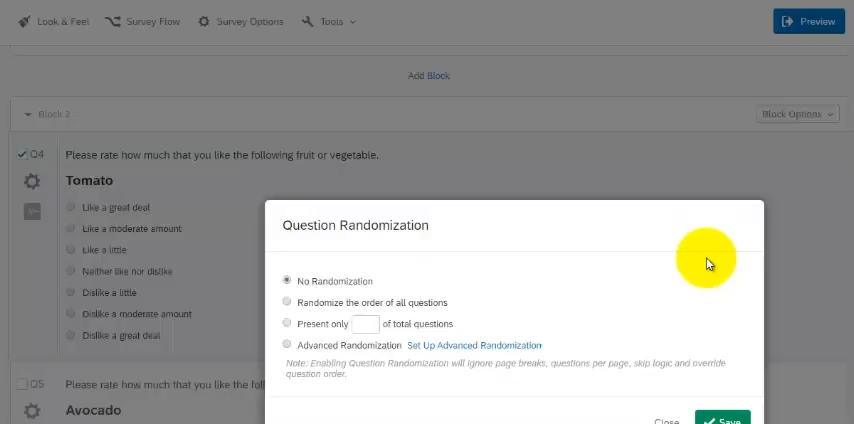 Look & Feel Survey Flow Survey Options Tools Preview
Add Block
Block 2 Block Options
Q4 Please rate how much that you like the following fruit or vegetable.
Tomato
Like a great deal
Like a moderate amount
Like a little
Neither like nor dislike
Dislike a little
Dislike a moderate amount
Dislike a great deal
Question Randomization
No Randomization
Randomize the order of all questions
Present only of total questions
Advanced Randomization Set Up Advanced Randomization
Note: Enabling Question Randomization will ignore page breaks, questions per page, skip logic and override
question order.
Close Save
Q5 Please rate how much that you like the fol
Avocado